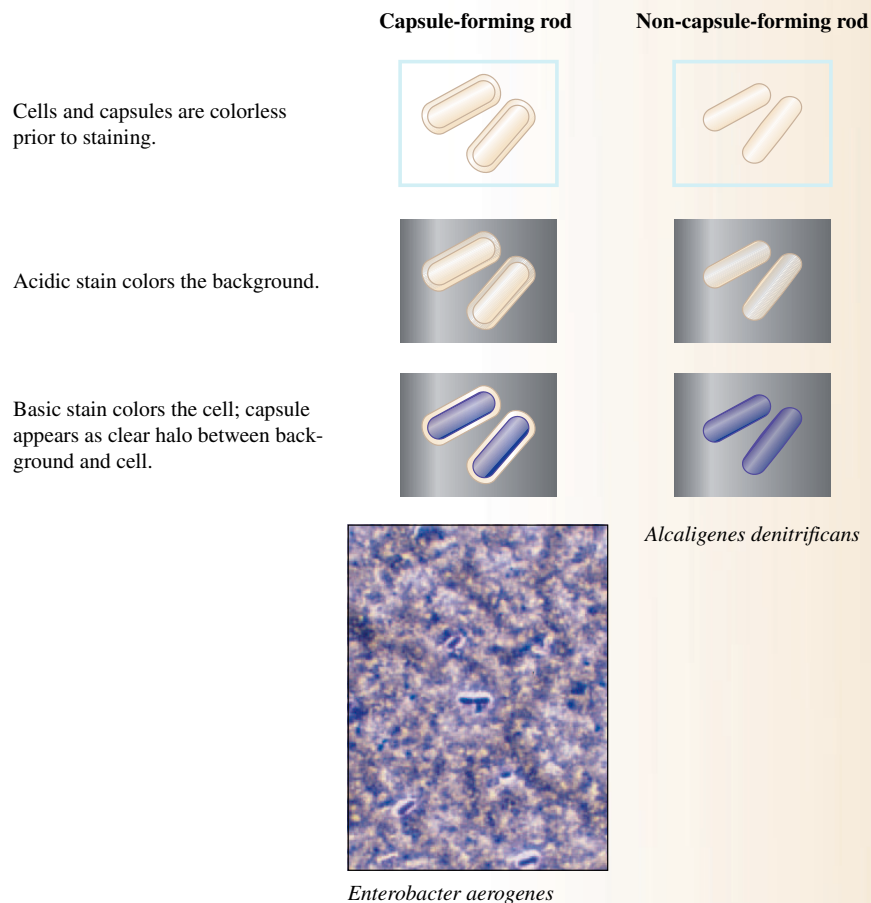 Capsule-forming rod
Non-capsule-forming rod
Cells and capsules are colorless
prior to staining.
Acidic stain colors the background.
Basic stain colors the cell; capsule
appears as clear halo between back-
ground and cell.
Alcaligenes denitrificans
Enterobacter aerogenes